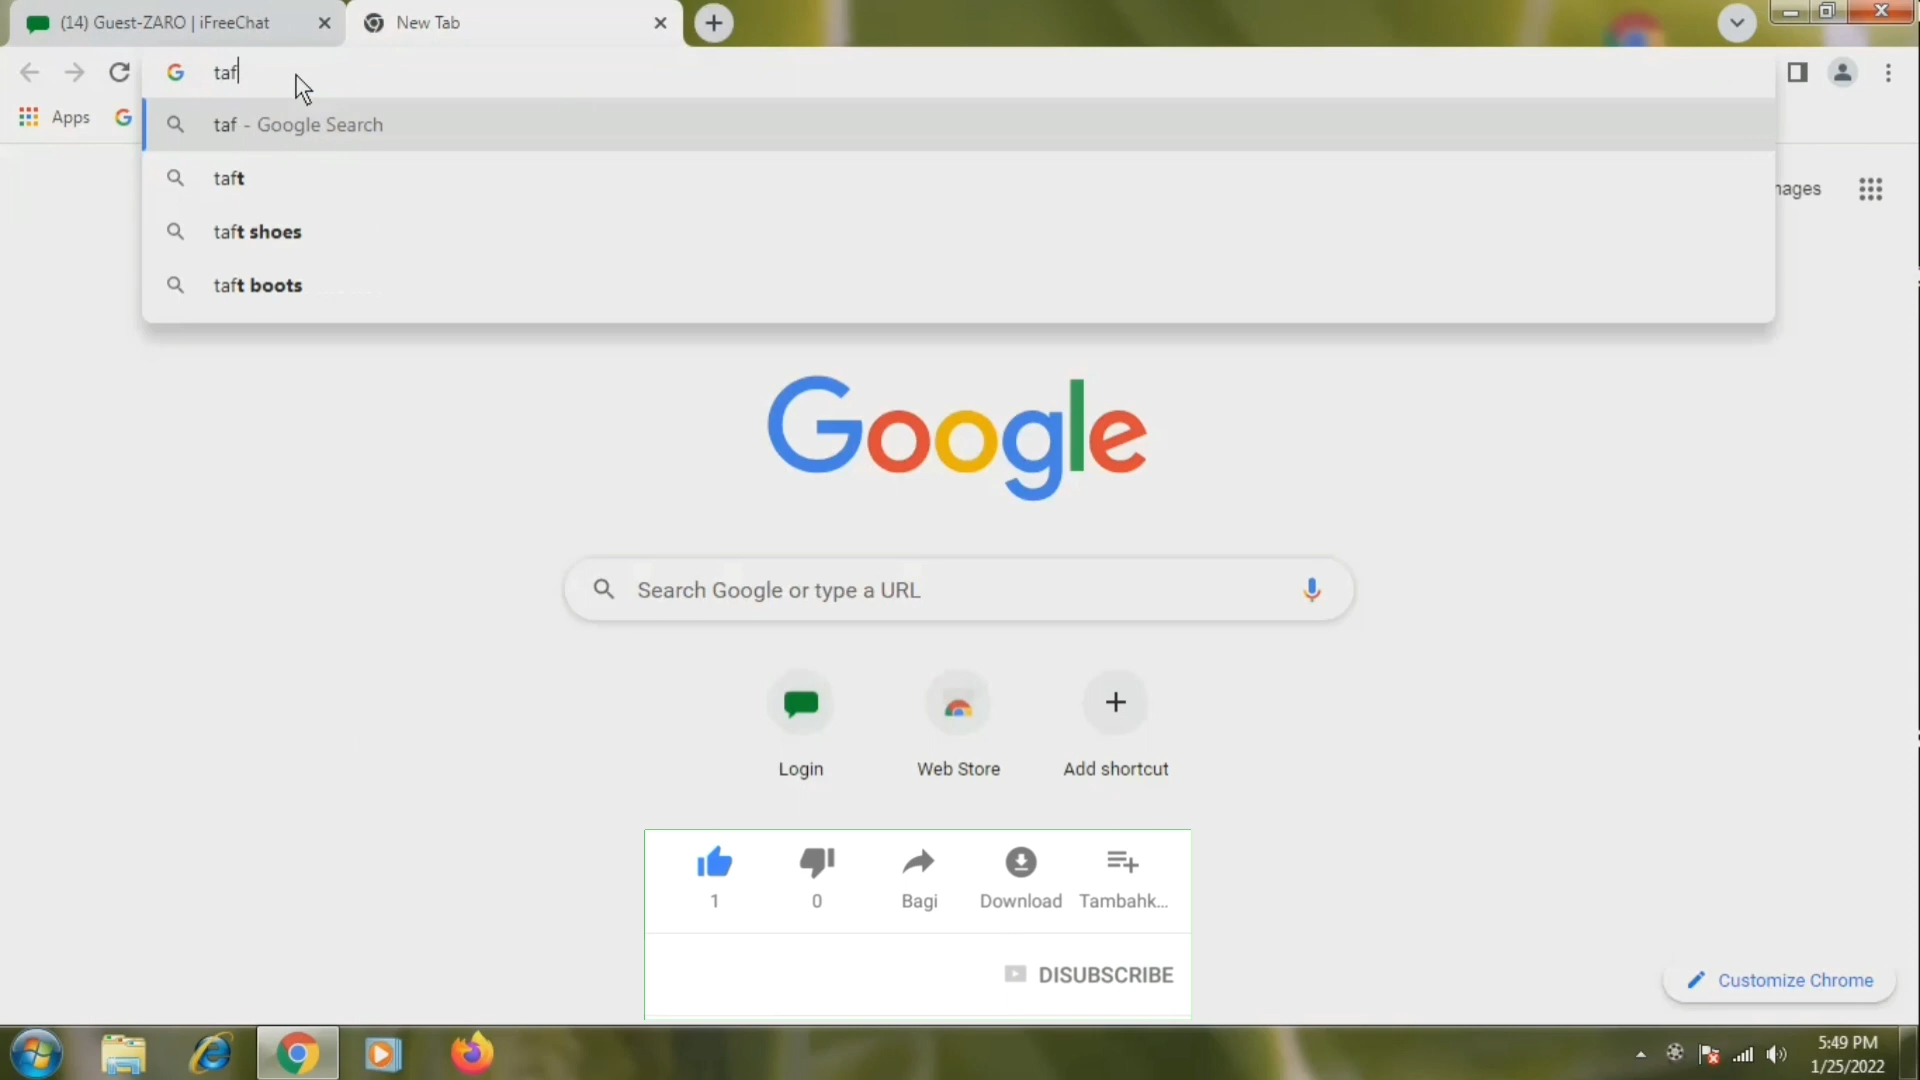 (14) Guest-ZARO | iFreeChat
New Tab
taf
Apps
taf - Google Search
taft
taft shoes
taft boots
Google
Search Google or type a URL
Login
Web Store
Add shortcut
1
0
Bagi
Download
Tambahk...
DISUBSCRIBE
Customize Chrome
5:49 PM
1/25/2022